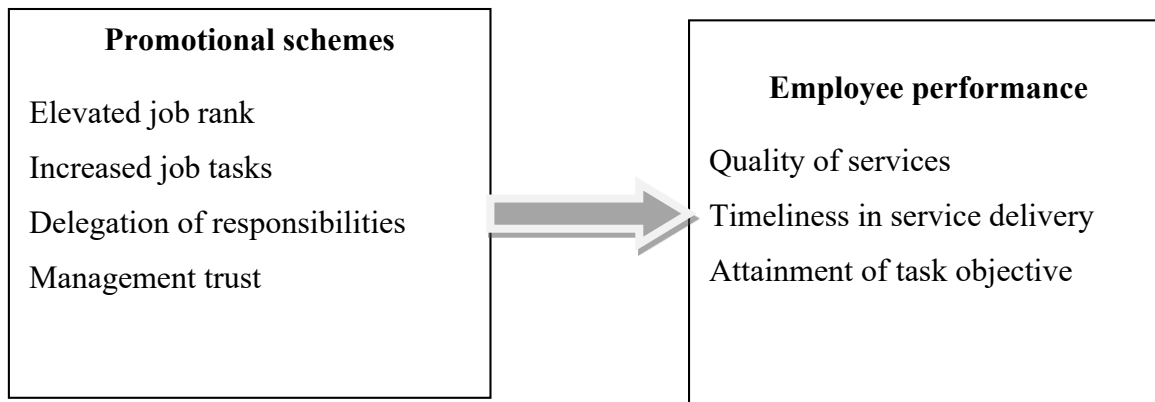 Promotional schemes
Elevated job rank
Increased job tasks
Delegation of responsibilities
Management trust
Employee performance
Quality of services
Timeliness in service delivery
Attainment of task objective